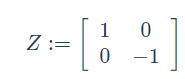 Z := [ 1 0
0 −1 ]